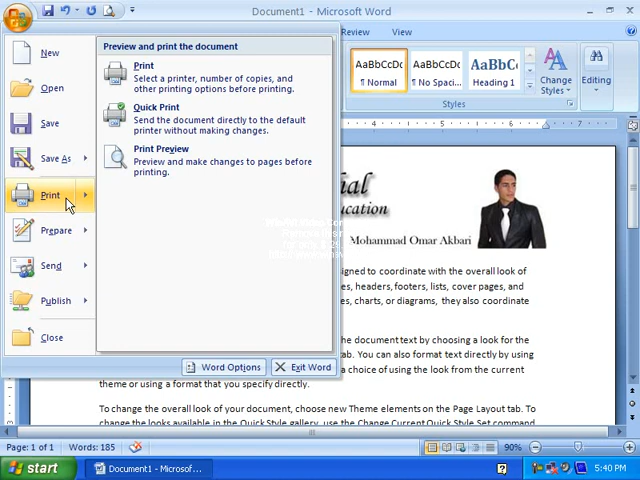 Document1 - Microsoft Word
Review
View
New
Open
Save
Save As
Print
Prepare
Send
Publish
Close
Preview and print the document
Print
Select a printer, number of copies, and
other printing options before printing.
Quick Print
Send the document directly to the default
printer without making changes.
Print Preview
Preview and make changes to pages before
printing.
Word Options
Exit Word
AaBbCcDc
AaBbCcDc
AaBbCc
¶ Normal
¶ No Spaci...
Heading 1
Change
Styles
Editing
Styles
4 5 6 7
hal
ducation
Mohammad Omar Akbari
signed to coordinate with the overall look of
es, headers, footers, lists, cover pages, and
es, charts, or diagrams, they also coordinate
the document text by choosing a look for the
tab. You can also format text directly by using
a choice of using the look from the current
theme or using a format that you specify directly.
To change the overall look of your document, choose new Theme elements on the Page Layout tab. To
change the looks available in the Quick Style gallery, use the Change Current Quick Style Set command
Page: 1 of 1
Words: 185
90%
start
Document1 - Microsof...
5:40 PM